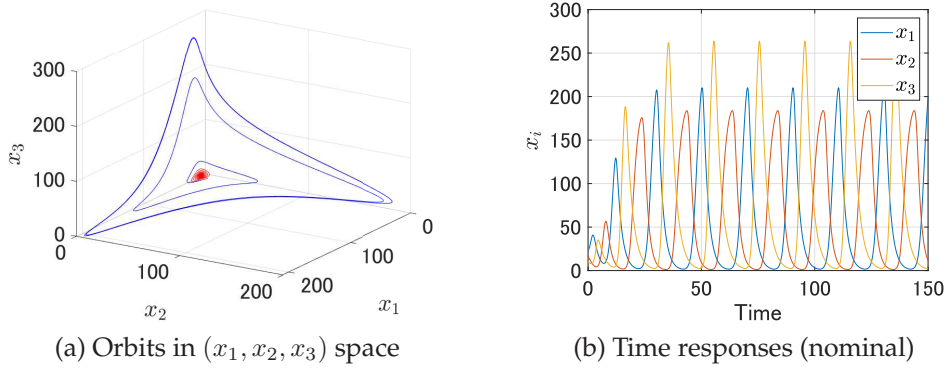 300
200
100
0
x₃
0
100
200
x₂
200
100
0
x₁
(a) Orbits in (x₁, x₂, x₃) space
300
250
200
150
100
50
0
xᵢ
0
50
100
150
Time
x₁
x₂
x₃
(b) Time responses (nominal)